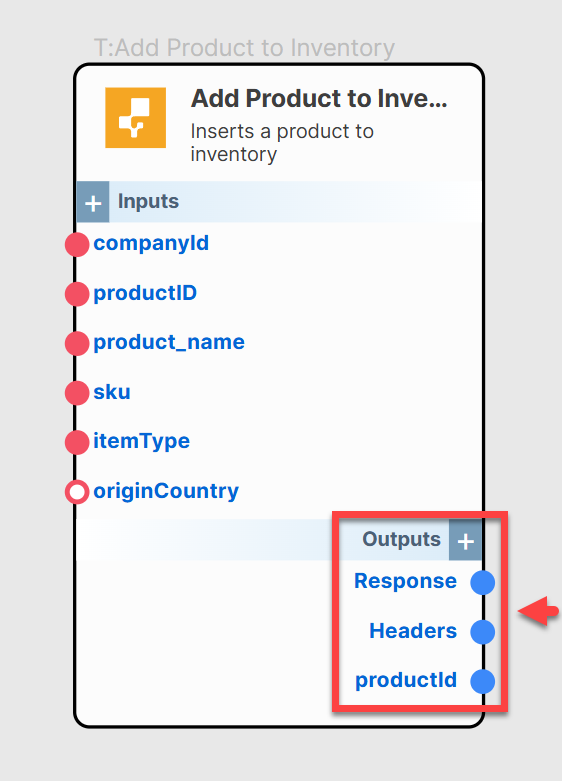 T:Add Product to Inventory
Add Product to Inve...
Inserts a product to
inventory
+ Inputs
companyId
productID
product_name
sku
itemType
originCountry
Outputs +
Response
Headers
productId